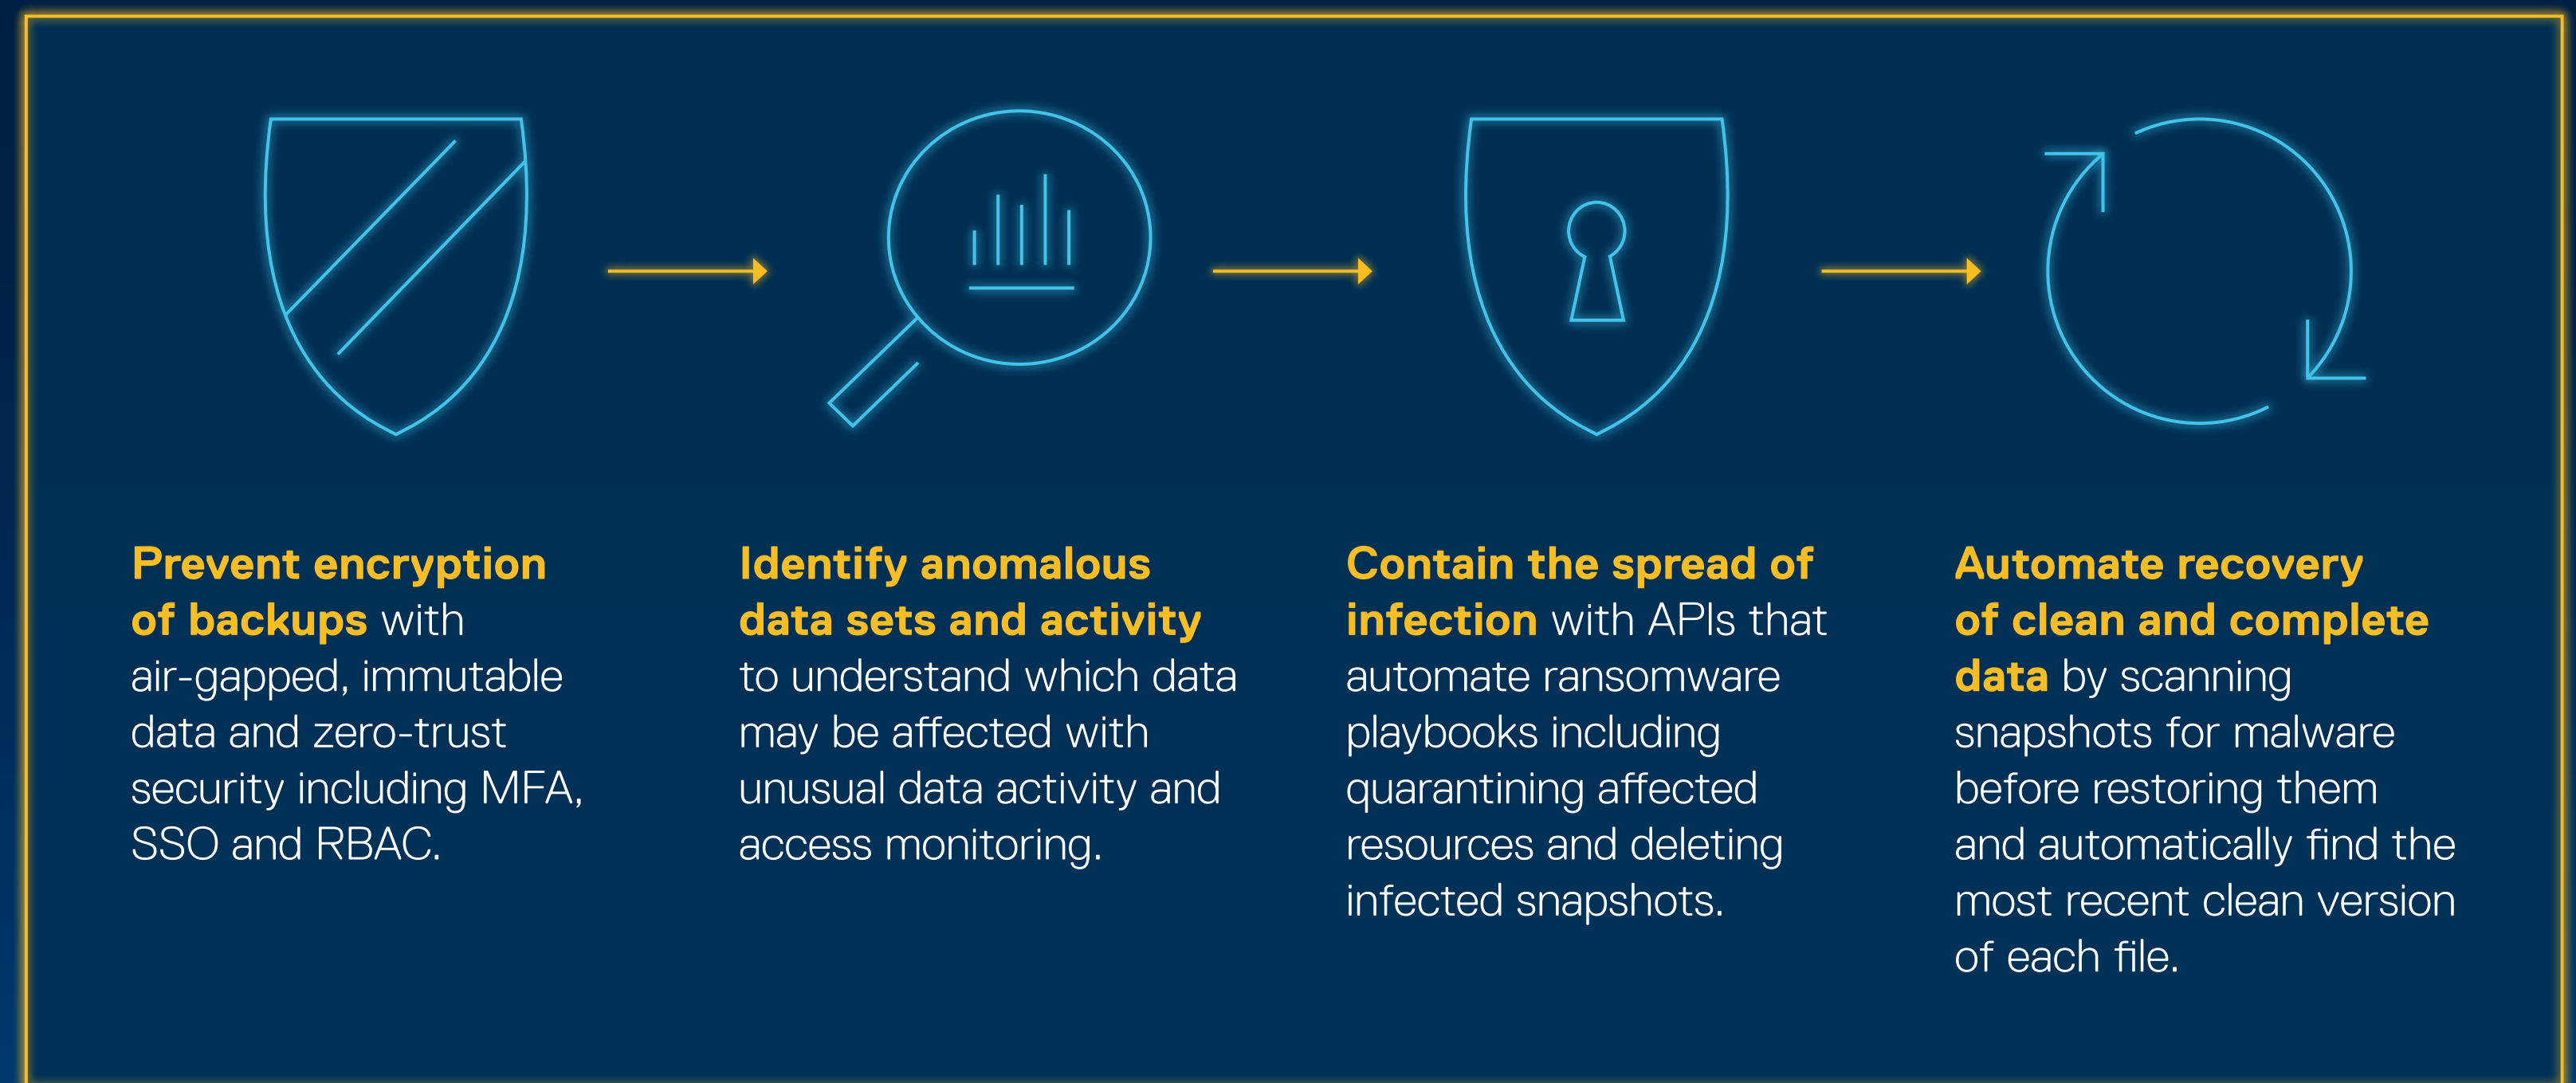 Prevent encryption
of backups with
air-gapped, immutable
data and zero-trust
security including MFA,
SSO and RBAC.
Identify anomalous
data sets and activity
to understand which data
may be affected with
unusual data activity and
access monitoring.
Contain the spread of
infection with APIs that
automate ransomware
playbooks including
quarantining affected
resources and deleting
infected snapshots.
Automate recovery
of clean and complete
data by scanning
snapshots for malware
before restoring them
and automatically find the
most recent clean version
of each file.